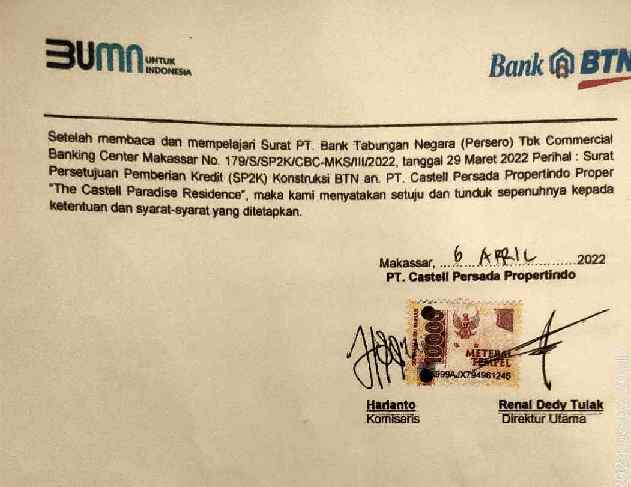 BUMN UNTUK INDONESIA
Bank BTN
Setelah membaca dan mempelajari Surat PT. Bank Tabungan Negara (Persero) Tbk Commercial
Banking Center Makassar No. 179/S/SP2K/CBC-MKS/III/2022, tanggal 29 Maret 2022 Perihal : Surat
Persetujuan Pemberian Kredit (SP2K) Konstruksi BTN an. PT. Castell Persada Propertindo Proper
"The Castell Paradise Residence", maka kami menyatakan setuju dan tunduk sepenuhnya kepada
ketentuan dan syarat-syarat yang ditetapkan.
Makassar, 6 APRIL 2022
PT. Castell Persada Propertindo
10000
METERAI
TEMPEL
Harianto Renal Dedy Tulak
Komisaris Direktur Utama